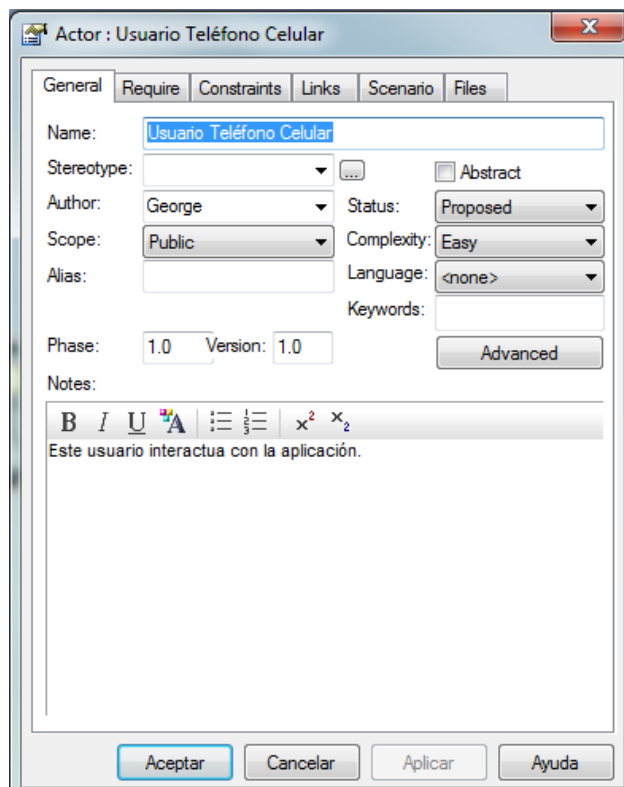 Actor : Usuario Teléfono Celular
General Require Constraints Links Scenario Files
Name: Usuario Teléfono Celular
Stereotype: ... Abstract
Author: George Status: Proposed
Scope: Public Complexity: Easy
Alias: Language: <none>
Keywords:
Phase: 1.0 Version: 1.0 Advanced
Notes:
B I U A x² x₂
Este usuario interactua con la aplicación.
Aceptar Cancelar Aplicar Ayuda